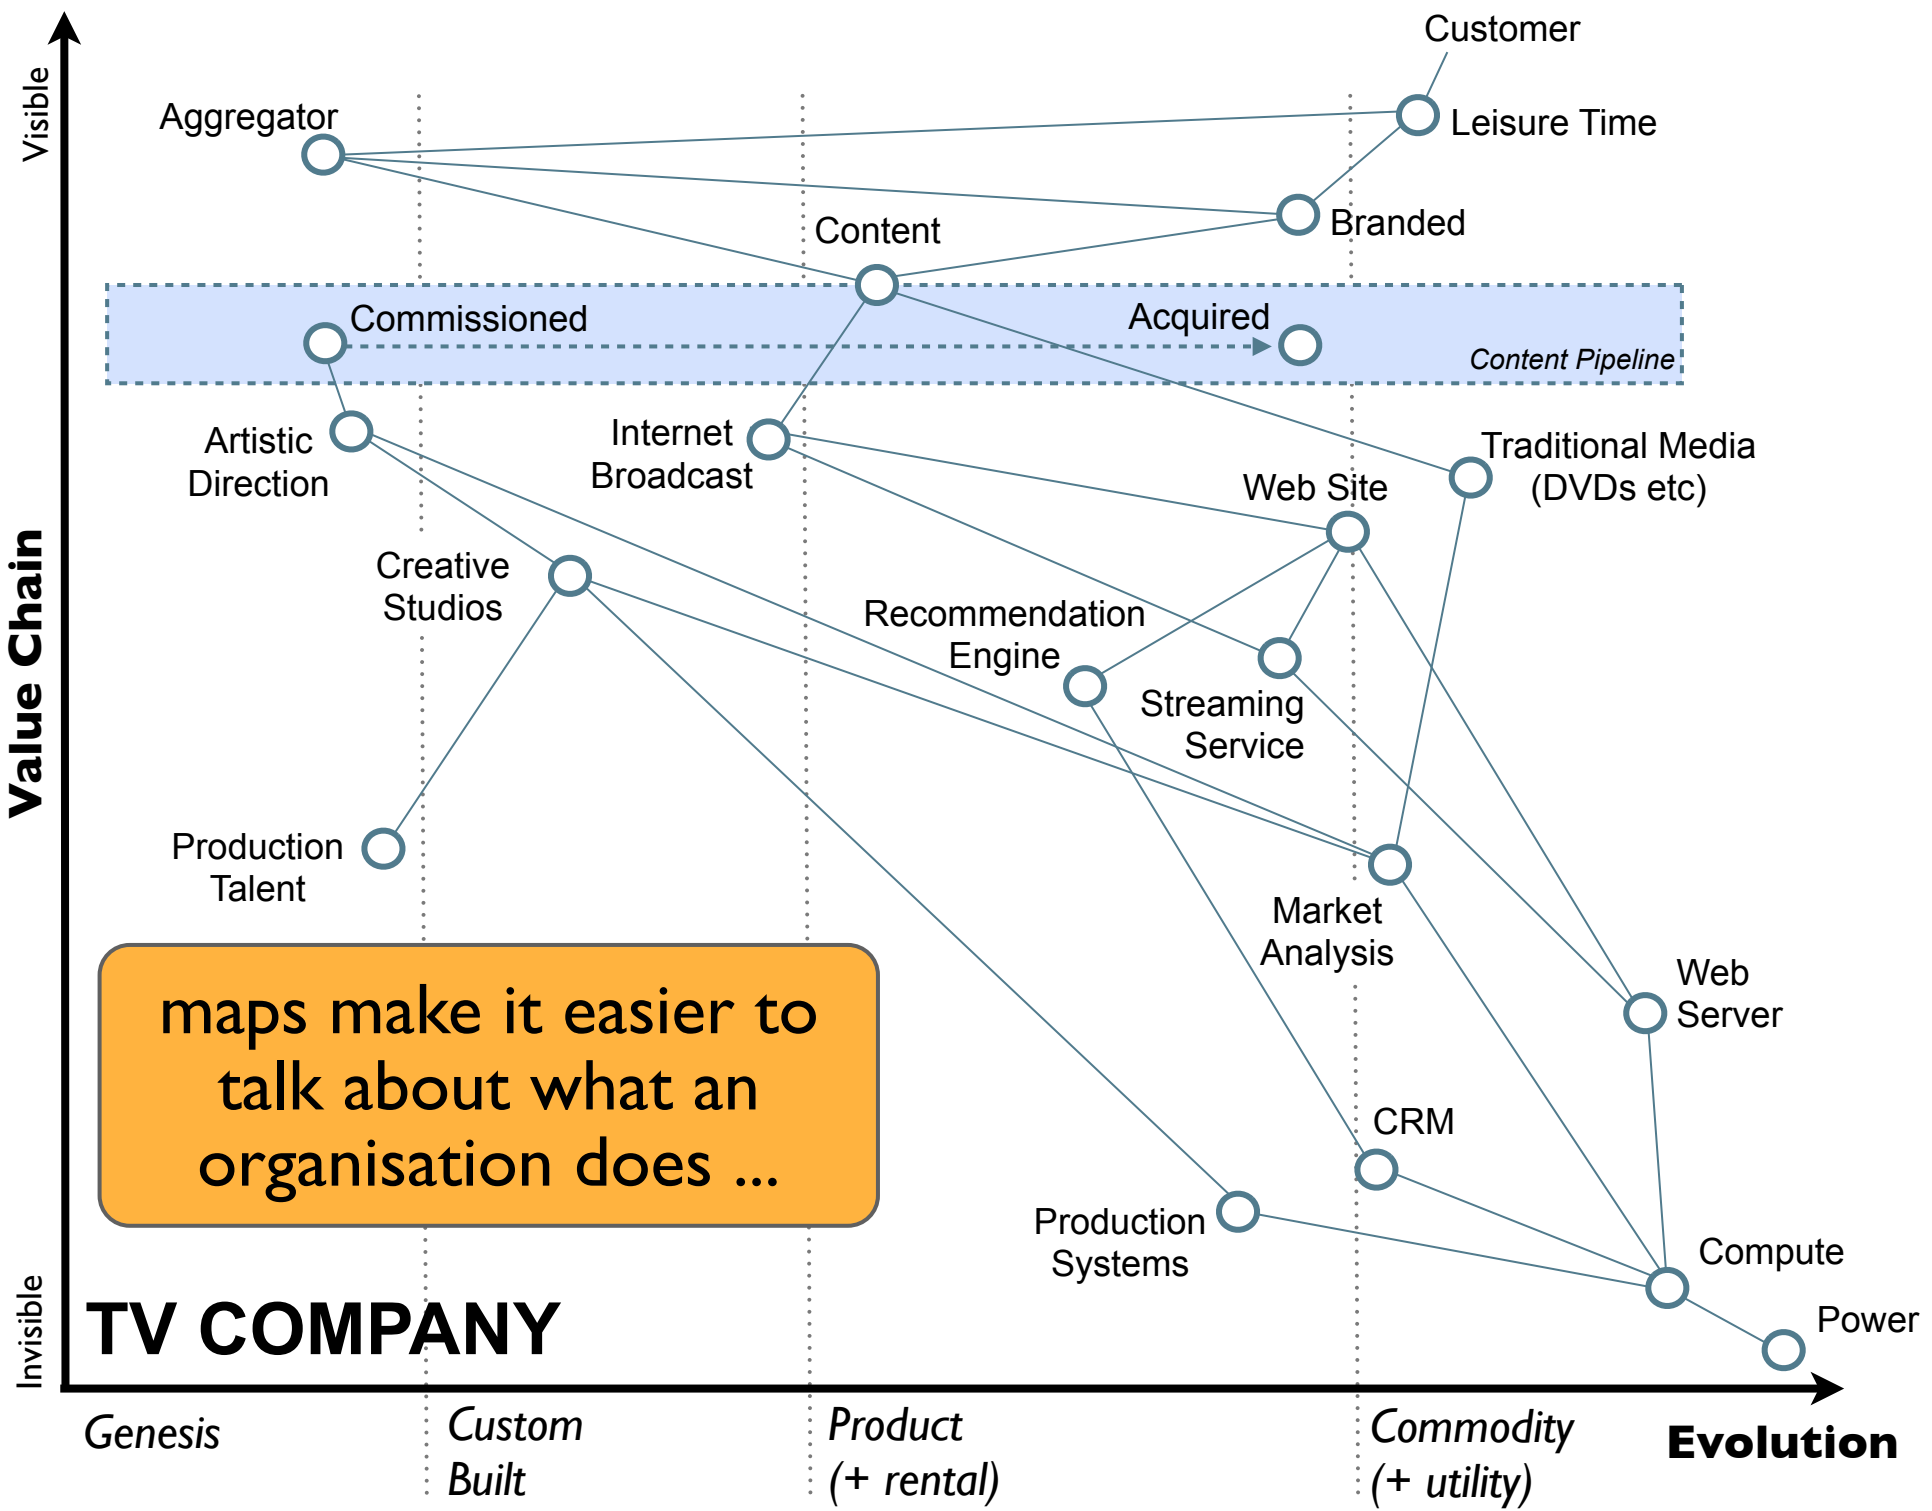 Customer
Visible
Aggregator
Leisure Time
Content
Branded
Commissioned
Acquired
Content Pipeline
Artistic
Direction
Internet
Broadcast
Traditional Media
(DVDs etc)
Web Site
Creative
Studios
Recommendation
Engine
Streaming
Service
Value Chain
Production
Talent
Market
Analysis
Web
Server
maps make it easier to
talk about what an
organisation does ...
CRM
Production
Systems
Compute
Power
Invisible
TV COMPANY
Genesis
Custom
Built
Product
(+ rental)
Commodity
(+ utility)
Evolution